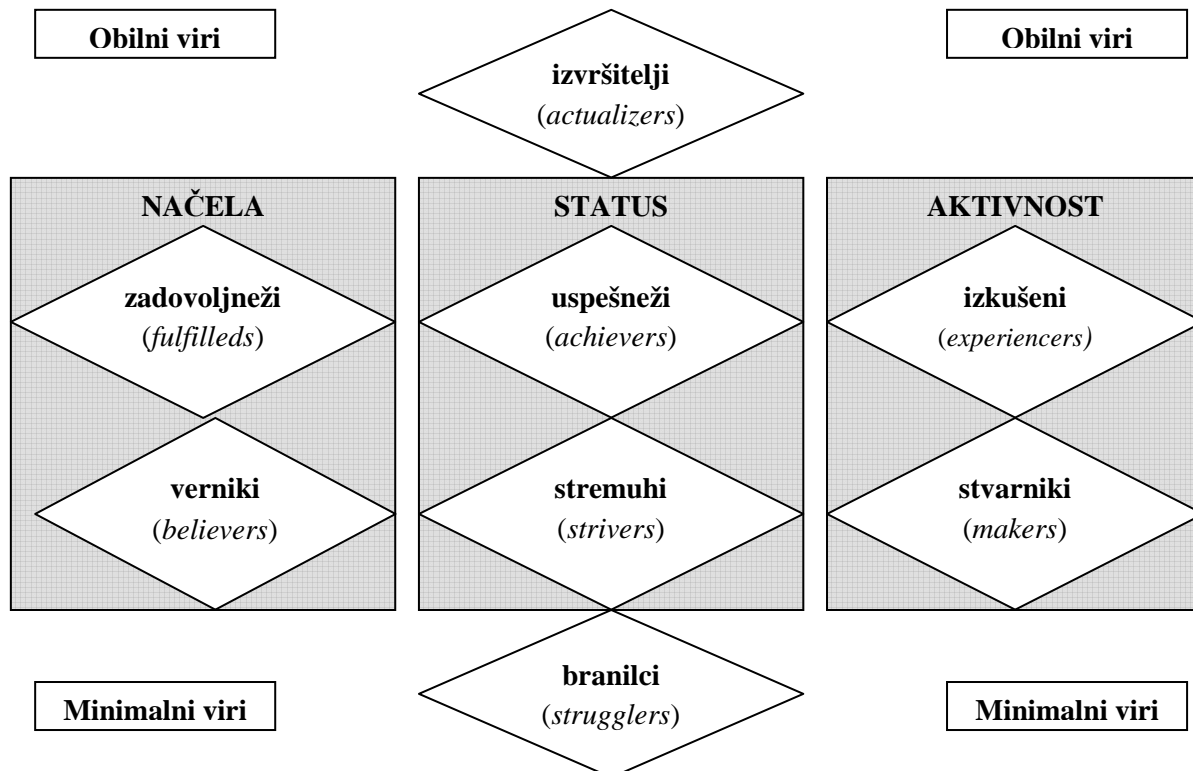 Obilni viri
Obilni viri
izvršitelji
(actualizers)
NAČELA
STATUS
AKTIVNOST
zadovoljneži
(fulfilleds)
uspešneži
(achievers)
izkušeni
(experiencers)
verniki
(believers)
stremuhi
(strivers)
stvarniki
(makers)
branilci
(strugglers)
Minimalni viri
Minimalni viri